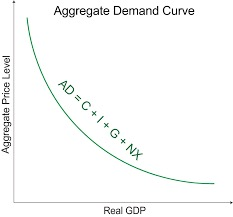 Aggregate Demand Curve
Aggregate Price Level
AD = C + I + G + NX
Real GDP